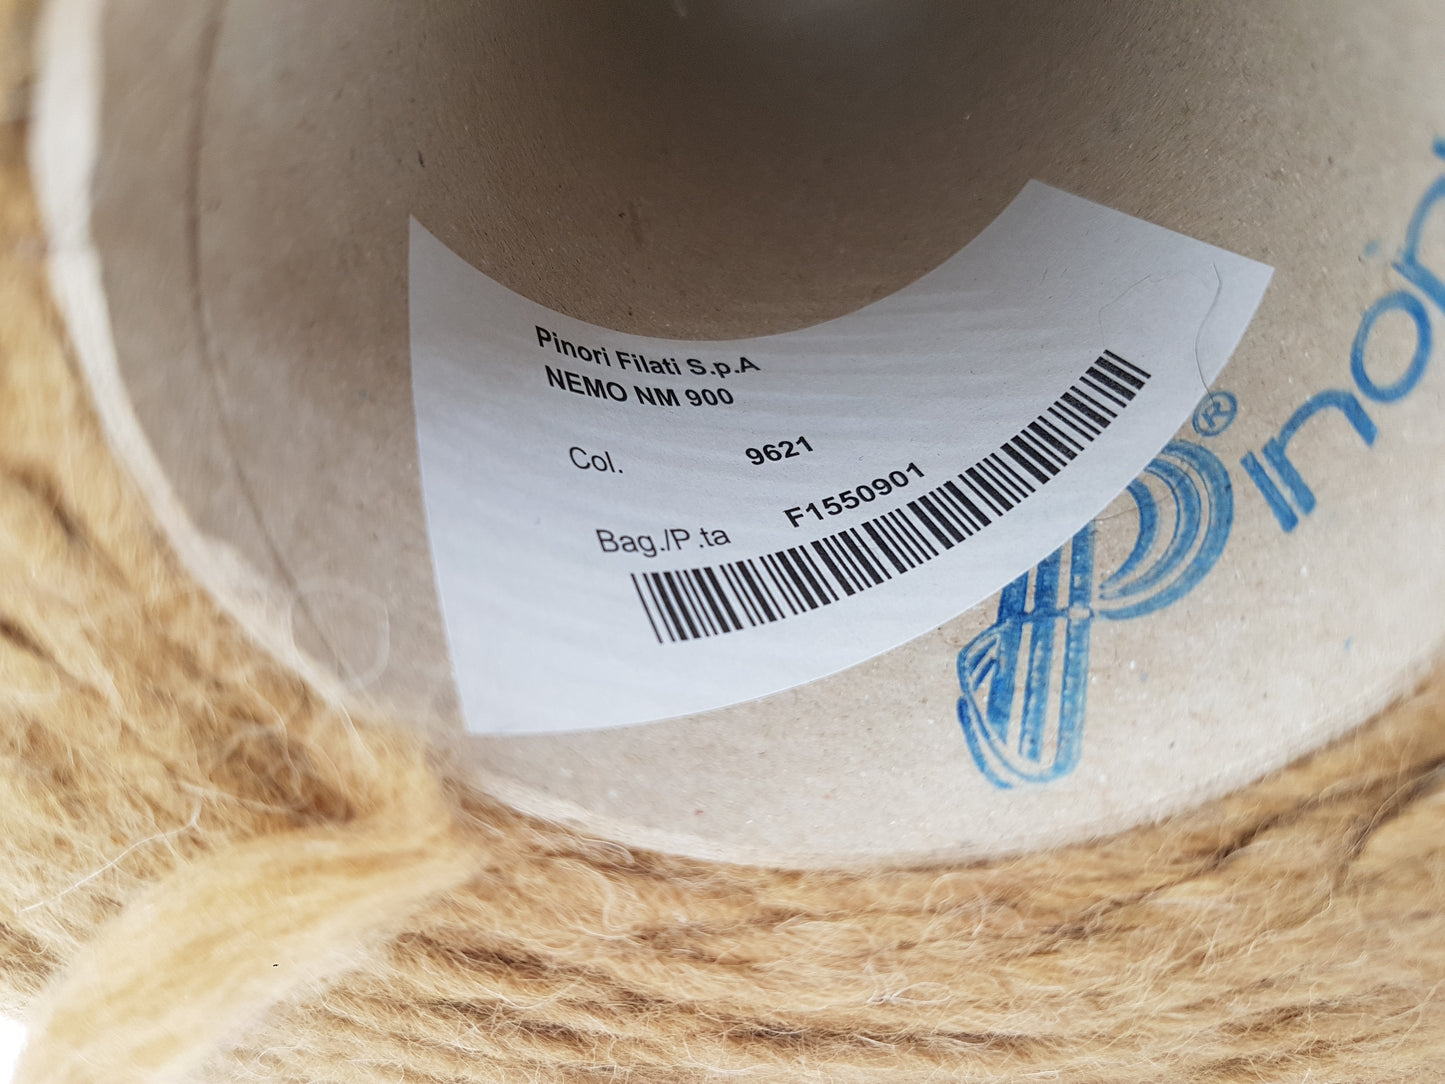 Pinori Filati S.p.A
NEMO NM 900
Col. 9621
Bag./P.ta F1550901
Pinori
®